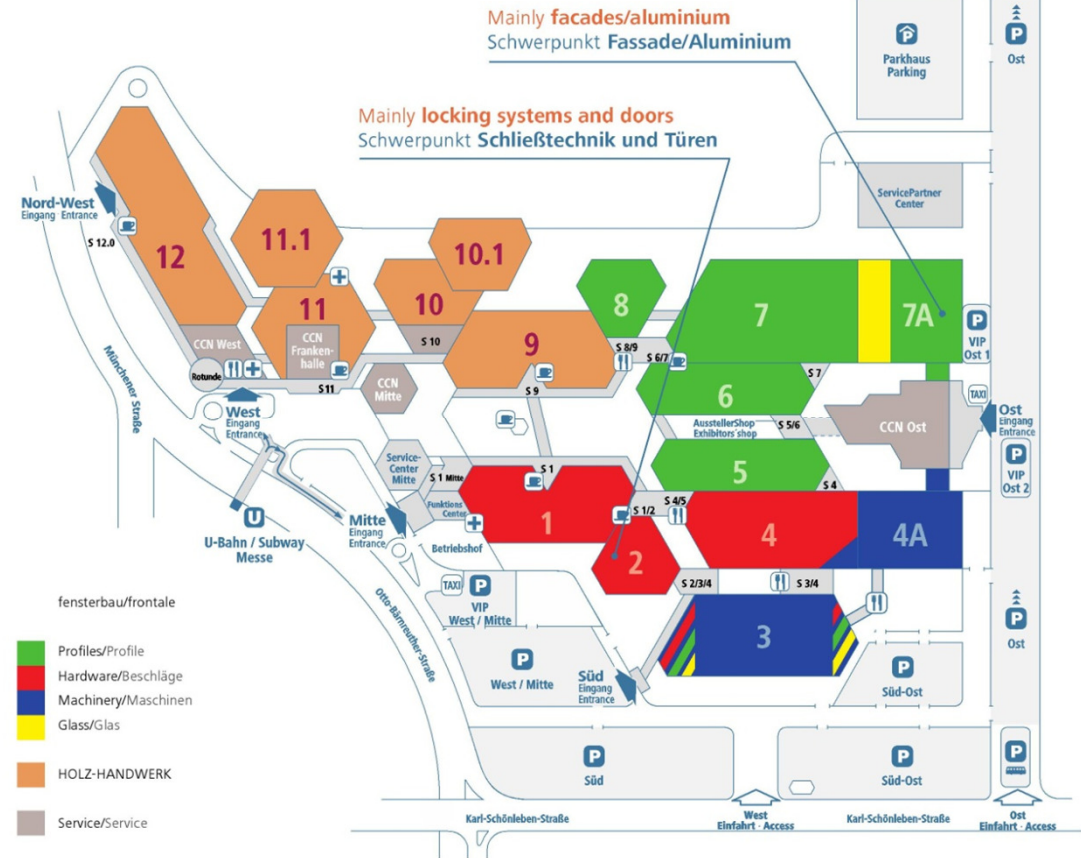 Mainly facades/aluminium
Schwerpunkt Fassade/Aluminium
P
Parkhaus
Parking
P
Ost
Mainly locking systems and doors
Schwerpunkt Schließtechnik und Türen
ServicePartner
Center
Nord-West
Eingang Entrance
S 12.0
12
11.1
10.1
11
10
9
8
7
7A
P
VIP
Ost 1
CCN West
CCN
Franken-
halle
S 10
S 8/9
S 6/7
Rotunde
S 11
CCN
Mitte
S 9
6
S 7
TAXI
Münchener Straße
West
Eingang
Entrance
AusstellerShop
Exhibitors´shop
S 5/6
CCN Ost
Ost
Eingang
Entrance
P
VIP
Ost 2
Service-
Center
Mitte
S 1 Mitte
S 1
5
S 4
Funktions
Center
1
S 1/2
S 4/5
4
4A
U
U-Bahn / Subway
Messe
Mitte
Eingang
Entrance
Betriebshof
2
TAXI
P
VIP
West / Mitte
S 2/3/4
S 3/4
3
Otto-Bärnreuther-Straße
P
Ost
fensterbau/frontale
Profiles/Profile
Hardware/Beschläge
Machinery/Maschinen
Glass/Glas
HOLZ-HANDWERK
Service/Service
P
West / Mitte
Süd
Eingang
Entrance
P
Süd-Ost
P
Süd
P
Süd-Ost
P
Karl-Schönleben-Straße
West
Einfahrt · Access
Karl-Schönleben-Straße
Ost
Einfahrt · Access